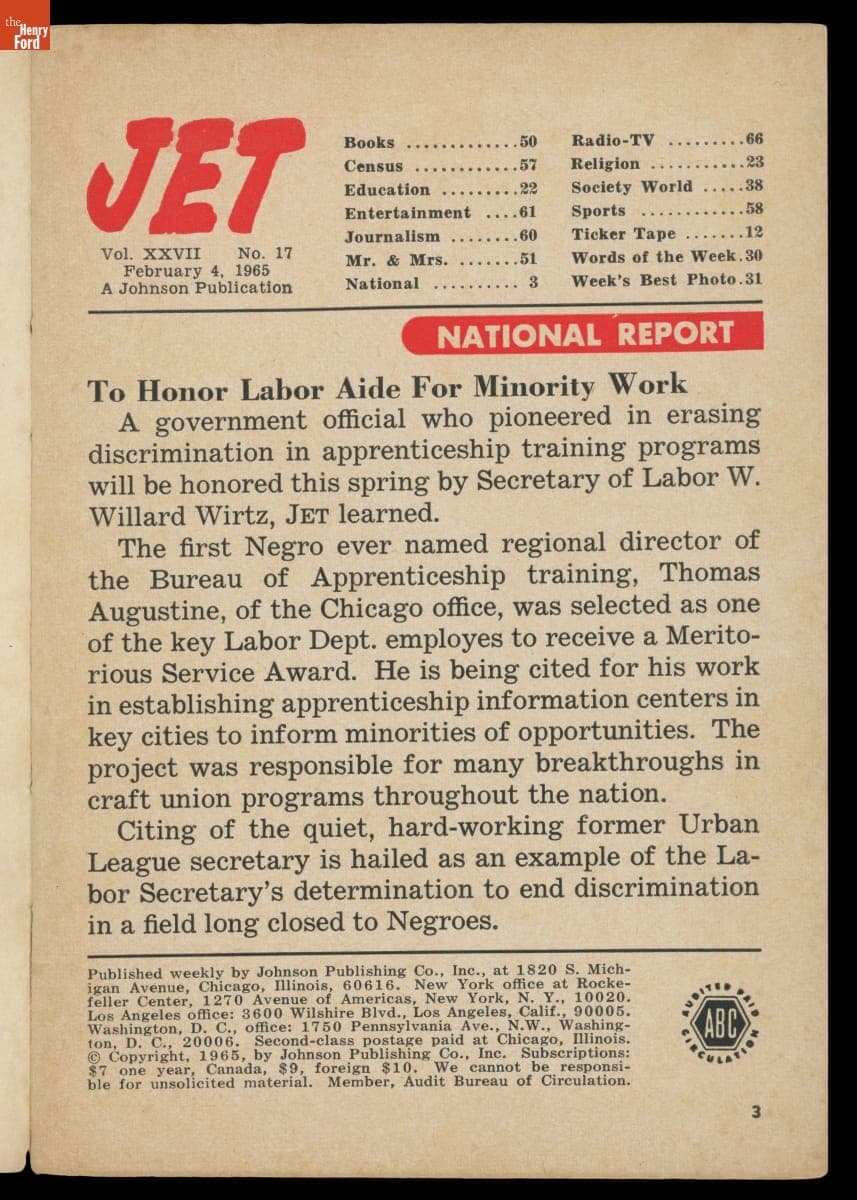 the
Henry
Ford
JET
Vol. XXVII No. 17
February 4, 1965
A Johnson Publication
Books .............50
Census ............57
Education .........22
Entertainment ....61
Journalism ........60
Mr. & Mrs. .......51
National .......... 3
Radio-TV .........66
Religion ...........23
Society World .....38
Sports ............58
Ticker Tape .......12
Words of the Week.30
Week's Best Photo.31
NATIONAL REPORT
To Honor Labor Aide For Minority Work
A government official who pioneered in erasing
discrimination in apprenticeship training programs
will be honored this spring by Secretary of Labor W.
Willard Wirtz, JET learned.
The first Negro ever named regional director of
the Bureau of Apprenticeship training, Thomas
Augustine, of the Chicago office, was selected as one
of the key Labor Dept. employes to receive a Merito-
rious Service Award. He is being cited for his work
in establishing apprenticeship information centers in
key cities to inform minorities of opportunities. The
project was responsible for many breakthroughs in
craft union programs throughout the nation.
Citing of the quiet, hard-working former Urban
League secretary is hailed as an example of the La-
bor Secretary's determination to end discrimination
in a field long closed to Negroes.
Published weekly by Johnson Publishing Co., Inc., at 1820 S. Mich-
igan Avenue, Chicago, Illinois, 60616. New York office at Rocke-
feller Center, 1270 Avenue of Americas, New York, N. Y., 10020.
Los Angeles office: 3600 Wilshire Blvd., Los Angeles, Calif., 90005.
Washington, D. C., office: 1750 Pennsylvania Ave., N.W., Washing-
ton, D. C., 20006. Second-class postage paid at Chicago, Illinois.
© Copyright, 1965, by Johnson Publishing Co., Inc. Subscriptions:
$7 one year, Canada, $9, foreign $10. We cannot be responsi-
ble for unsolicited material. Member, Audit Bureau of Circulation.
AUDITED PAID
ABC
CIRCULATION
3